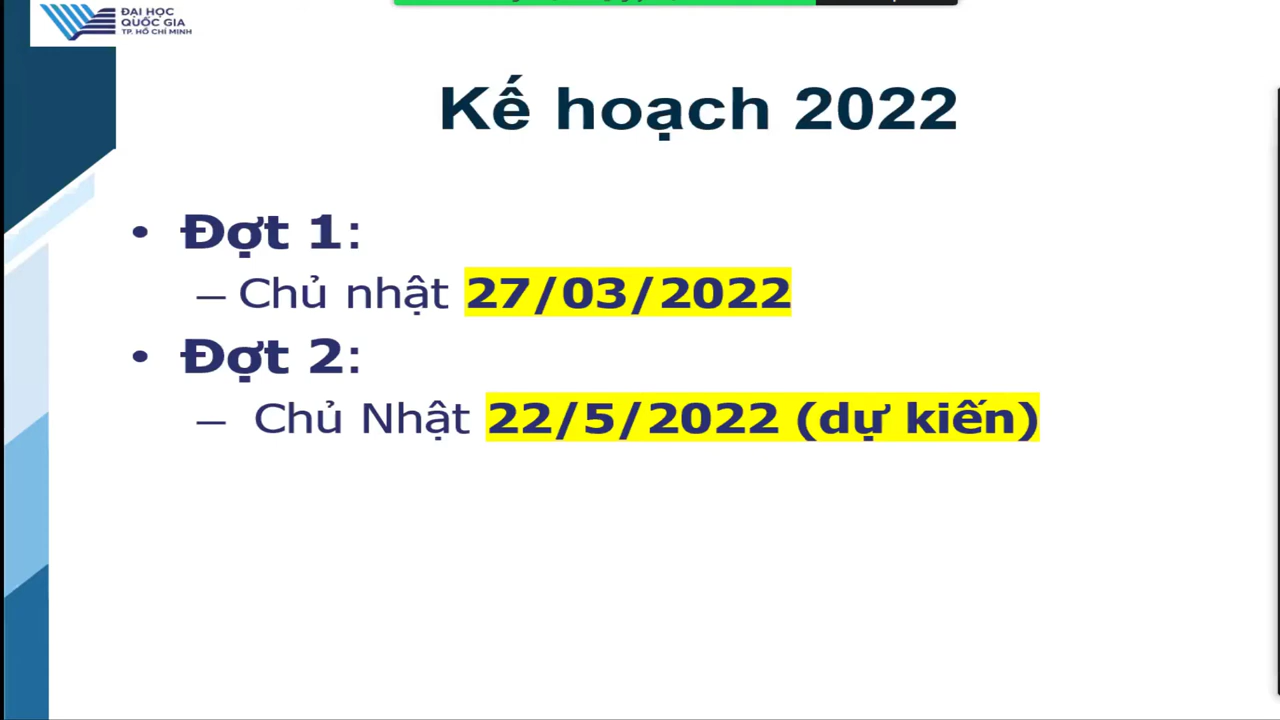 ĐẠI HỌC
QUỐC GIA
TP. HỒ CHÍ MINH
Kế hoạch 2022
• Đợt 1:
– Chủ nhật 27/03/2022
• Đợt 2:
– Chủ Nhật 22/5/2022 (dự kiến)